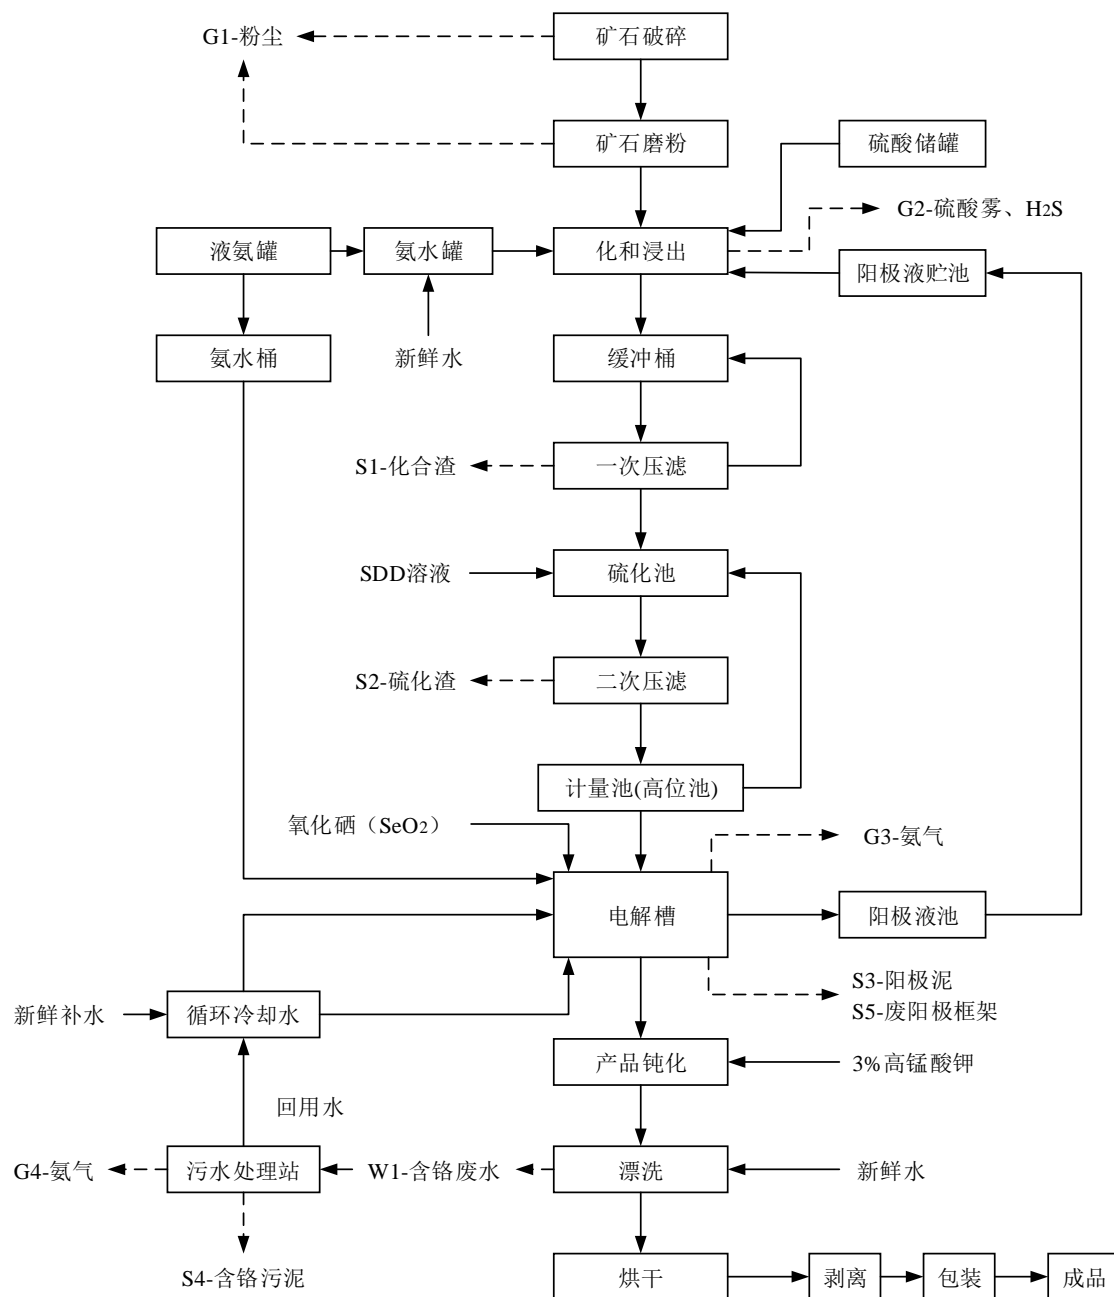 矿石破碎
G1-粉尘
矿石磨粉
硫酸储罐
G2-硫酸雾、H2S
液氨罐
氨水罐
化和浸出
阳极液贮池
氨水桶
新鲜水
缓冲桶
S1-化合渣
一次压滤
SDD溶液
硫化池
S2-硫化渣
二次压滤
计量池(高位池)
氧化硒（SeO2）
G3-氨气
电解槽
阳极液池
S3-阳极泥
S5-废阳极框架
新鲜补水
循环冷却水
产品钝化
3%高锰酸钾
回用水
G4-氨气
污水处理站
W1-含铬废水
漂洗
新鲜水
S4-含铬污泥
烘干
剥离
包装
成品